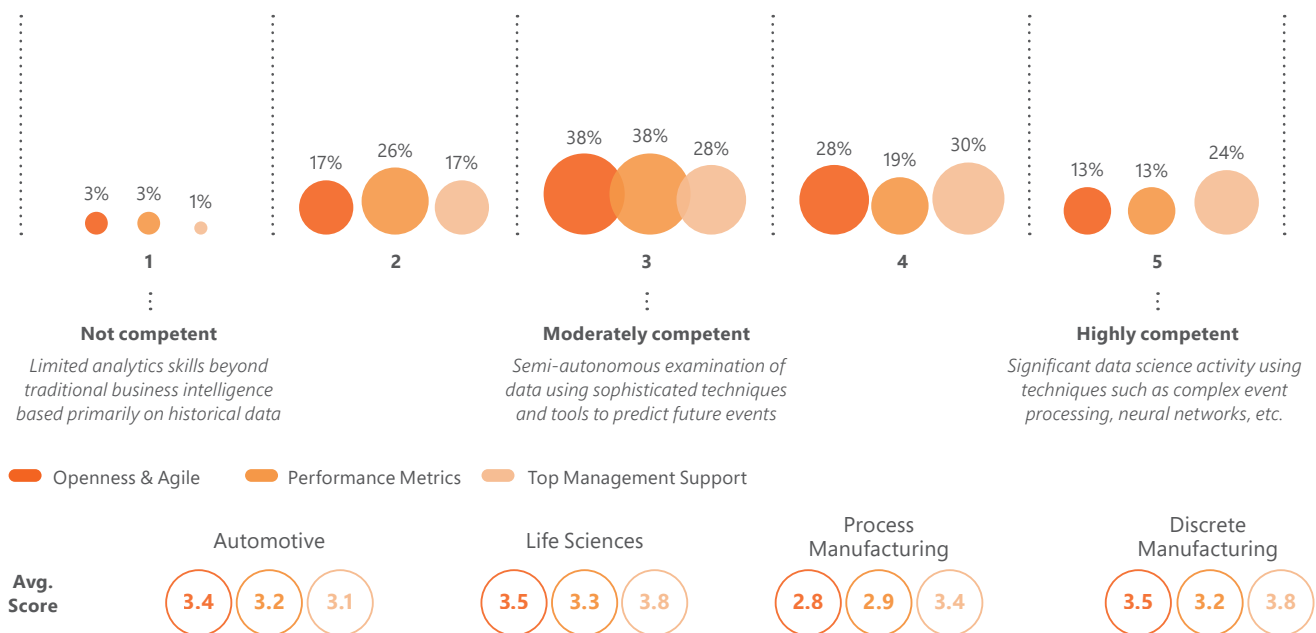 3%
3%
1%
17%
26%
17%
38%
38%
28%
28%
19%
30%
13%
13%
24%
1
2
3
4
5
Not competent
Limited analytics skills beyond
traditional business intelligence
based primarily on historical data
Moderately competent
Semi-autonomous examination of
data using sophisticated techniques
and tools to predict future events
Highly competent
Significant data science activity using
techniques such as complex event
processing, neural networks, etc.
Openness & Agile
Performance Metrics
Top Management Support
Avg.
Score
Automotive
3.4
3.2
3.1
Life Sciences
3.5
3.3
3.8
Process
Manufacturing
2.8
2.9
3.4
Discrete
Manufacturing
3.5
3.2
3.8